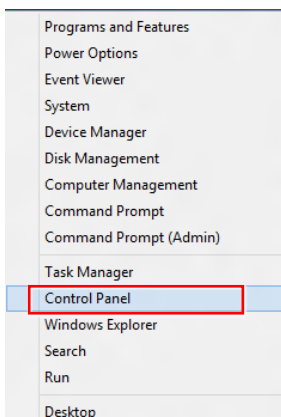 Programs and Features
Power Options
Event Viewer
System
Device Manager
Disk Management
Computer Management
Command Prompt
Command Prompt (Admin)
Task Manager
Control Panel
Windows Explorer
Search
Run
Desktop